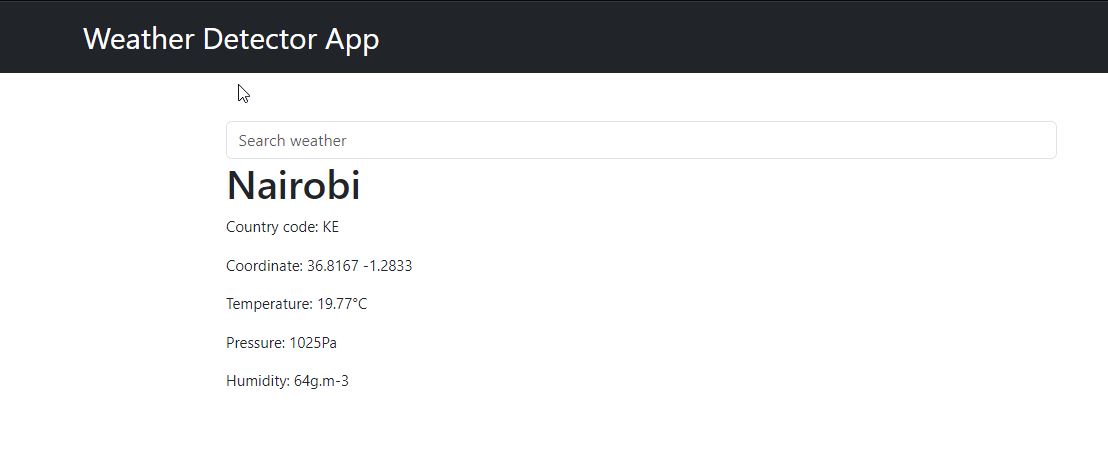 Weather Detector App
Search weather
Nairobi
Country code: KE
Coordinate: 36.8167 -1.2833
Temperature: 19.77°C
Pressure: 1025Pa
Humidity: 64g.m-3